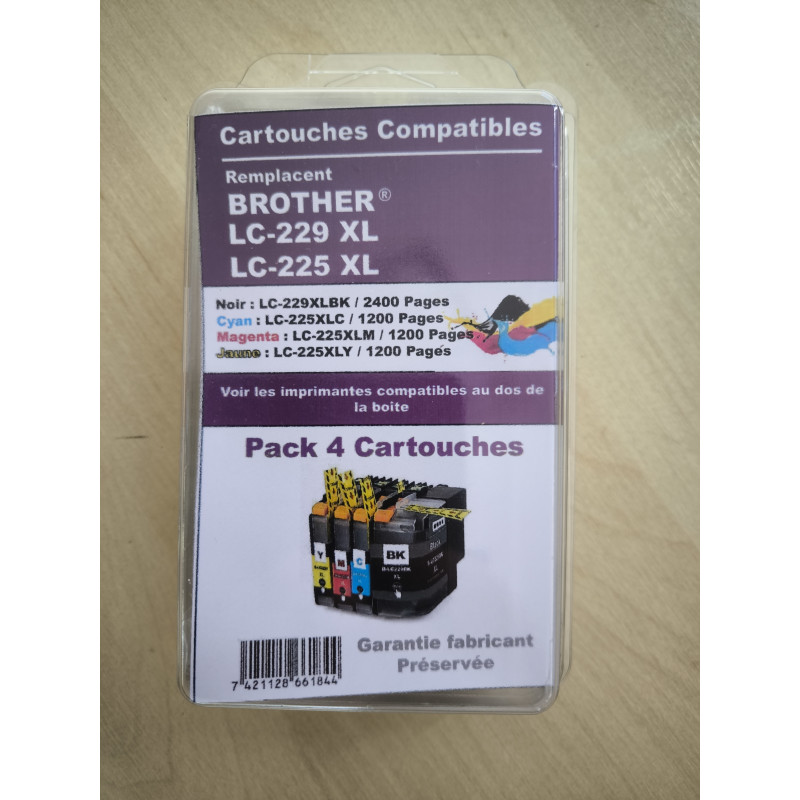 Cartouches Compatibles
Remplacent
BROTHER®
LC-229 XL
LC-225 XL
Noir : LC-229XLBK / 2400 Pages
Cyan : LC-225XLC / 1200 Pages
Magenta : LC-225XLM / 1200 Pages
Jaune : LC-225XLY / 1200 Pages
Voir les imprimantes compatibles au dos de
la boite
Pack 4 Cartouches
Y
M
C
BK
XL
Garantie fabricant
Préservée
7 421128 661844